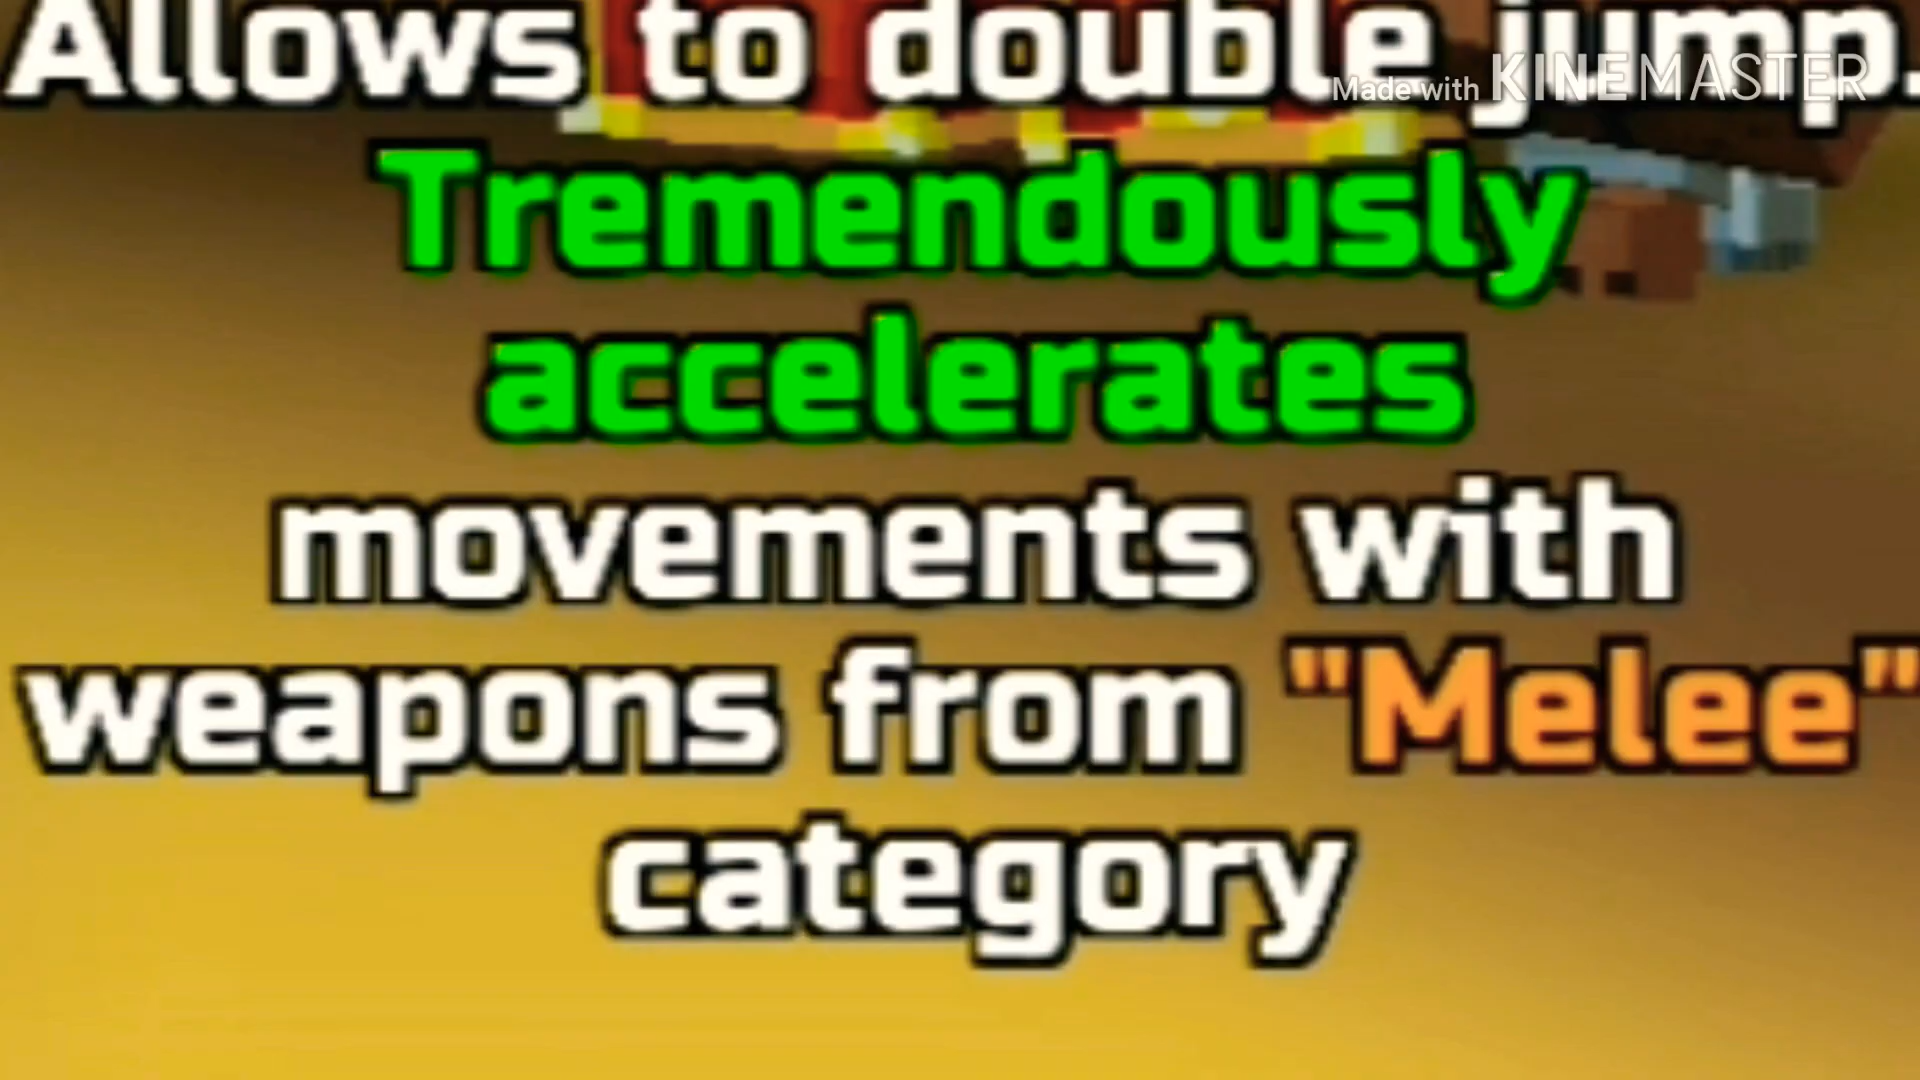 Allows to double jump.
Made with KINEMASTER
Tremendously
accelerates
movements with
weapons from "Melee"
category